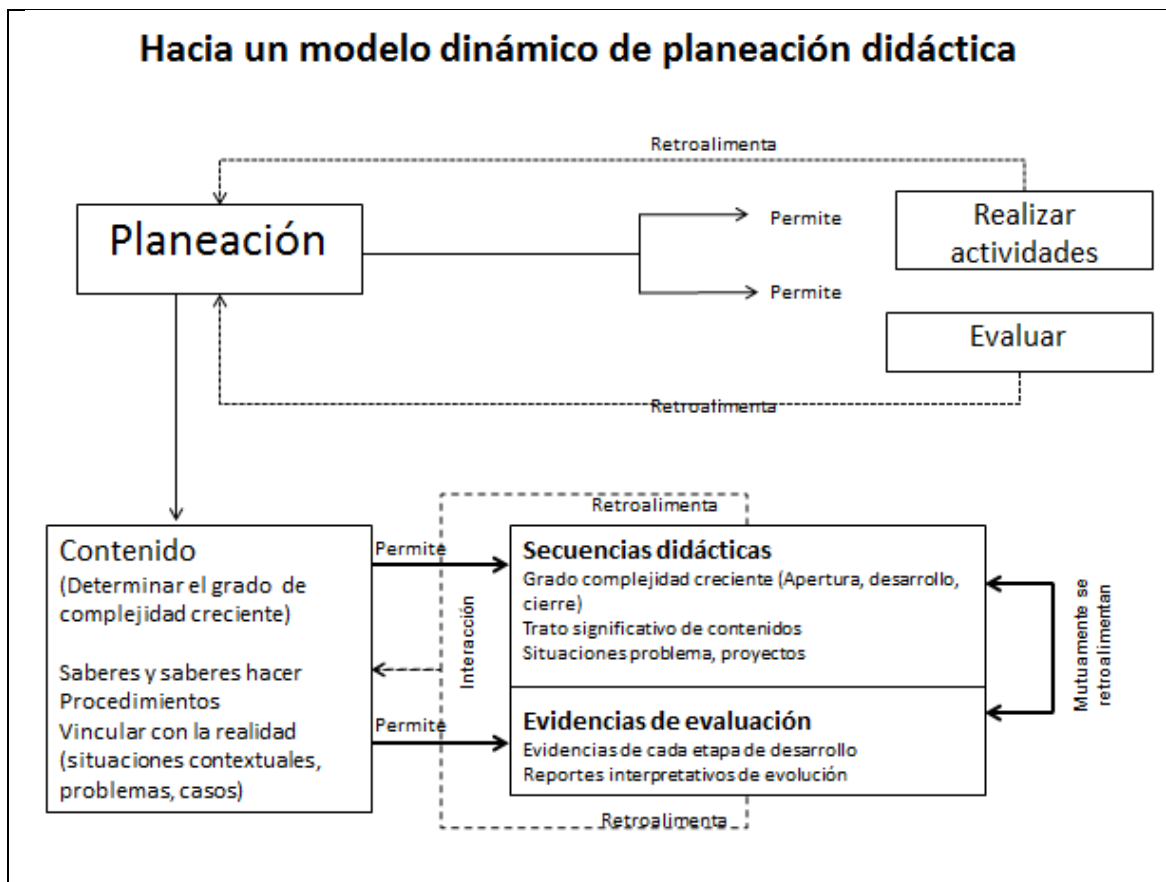 Hacia un modelo dinámico de planeación didáctica
Retroalimenta
Planeación
Permite
Permite
Realizar
actividades
Evaluar
Retroalimenta
Contenido
(Determinar el grado de
complejidad creciente)
Saberes y saberes hacer
Procedimientos
Vincular con la realidad
(situaciones contextuales,
problemas, casos)
Permite
Permite
Interacción
Retroalimenta
Secuencias didácticas
Grado complejidad creciente (Apertura, desarrollo,
cierre)
Trato significativo de contenidos
Situaciones problema, proyectos
Evidencias de evaluación
Evidencias de cada etapa de desarrollo
Reportes interpretativos de evolución
Retroalimenta
Mutuamente se
retroalimentan